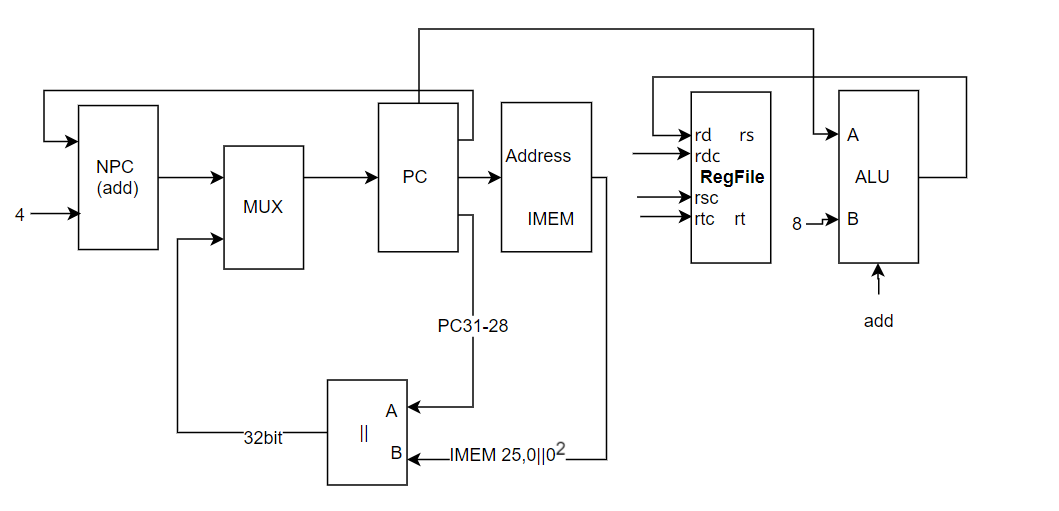 NPC
(add)
4
MUX
PC
Address
IMEM
rd rs
rdc
RegFile
rsc
rtc rt
A
ALU
8
B
add
PC31-28
A
||
B
32bit
IMEM 25,0||0²